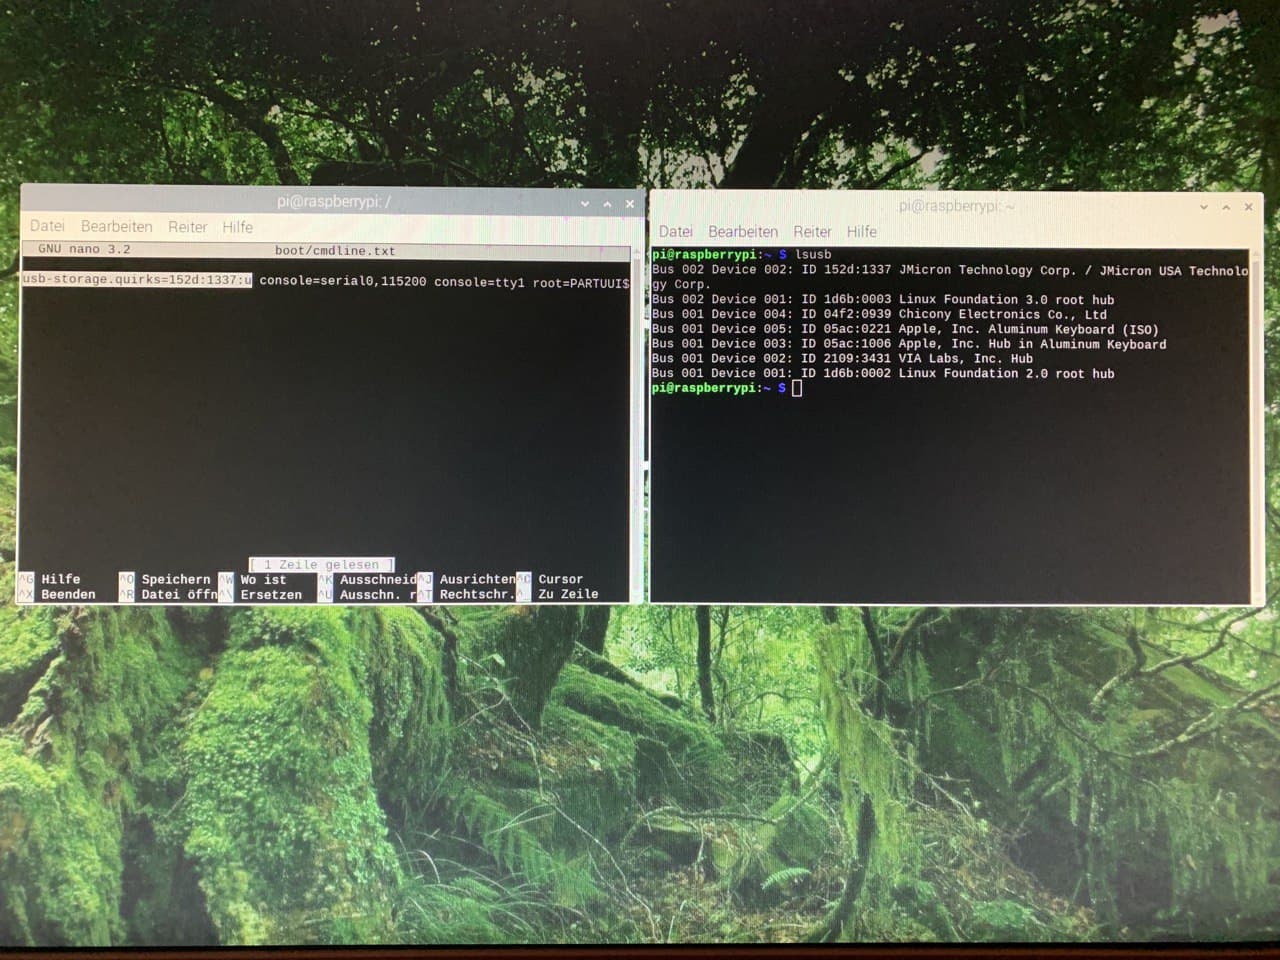 pi@raspberrypi: /
Datei Bearbeiten Reiter Hilfe
GNU nano 3.2 boot/cmdline.txt
usb-storage.quirks=152d:1337:u console=serial0,115200 console=tty1 root=PARTUUI$
[ 1 Zeile gelesen ]
^G Hilfe ^O Speichern ^W Wo ist ^K Ausschneid ^J Ausrichten ^C Cursor
^X Beenden ^R Datei öffn ^\ Ersetzen ^U Ausschn. r ^T Rechtschr. ^_ Zu Zeile
pi@raspberrypi: ~
Datei Bearbeiten Reiter Hilfe
pi@raspberrypi:~ $ lsusb
Bus 002 Device 002: ID 152d:1337 JMicron Technology Corp. / JMicron USA Technolo
gy Corp.
Bus 002 Device 001: ID 1d6b:0003 Linux Foundation 3.0 root hub
Bus 001 Device 004: ID 04f2:0939 Chicony Electronics Co., Ltd
Bus 001 Device 005: ID 05ac:0221 Apple, Inc. Aluminum Keyboard (ISO)
Bus 001 Device 003: ID 05ac:1006 Apple, Inc. Hub in Aluminum Keyboard
Bus 001 Device 002: ID 2109:3431 VIA Labs, Inc. Hub
Bus 001 Device 001: ID 1d6b:0002 Linux Foundation 2.0 root hub
pi@raspberrypi:~ $